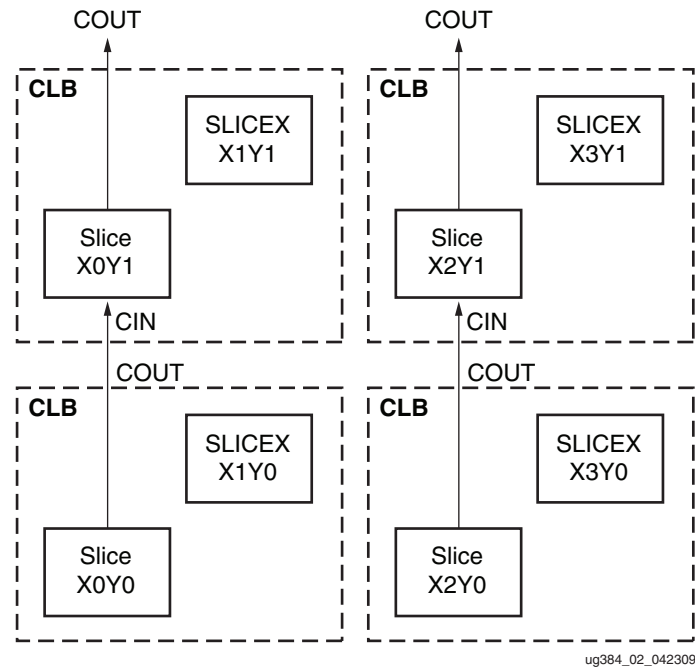 COUT
COUT
CLB
SLICEX
X1Y1
Slice
X0Y1
CIN
CLB
SLICEX
X3Y1
Slice
X2Y1
CIN
COUT
COUT
CLB
SLICEX
X1Y0
Slice
X0Y0
CLB
SLICEX
X3Y0
Slice
X2Y0
ug384_02_042309